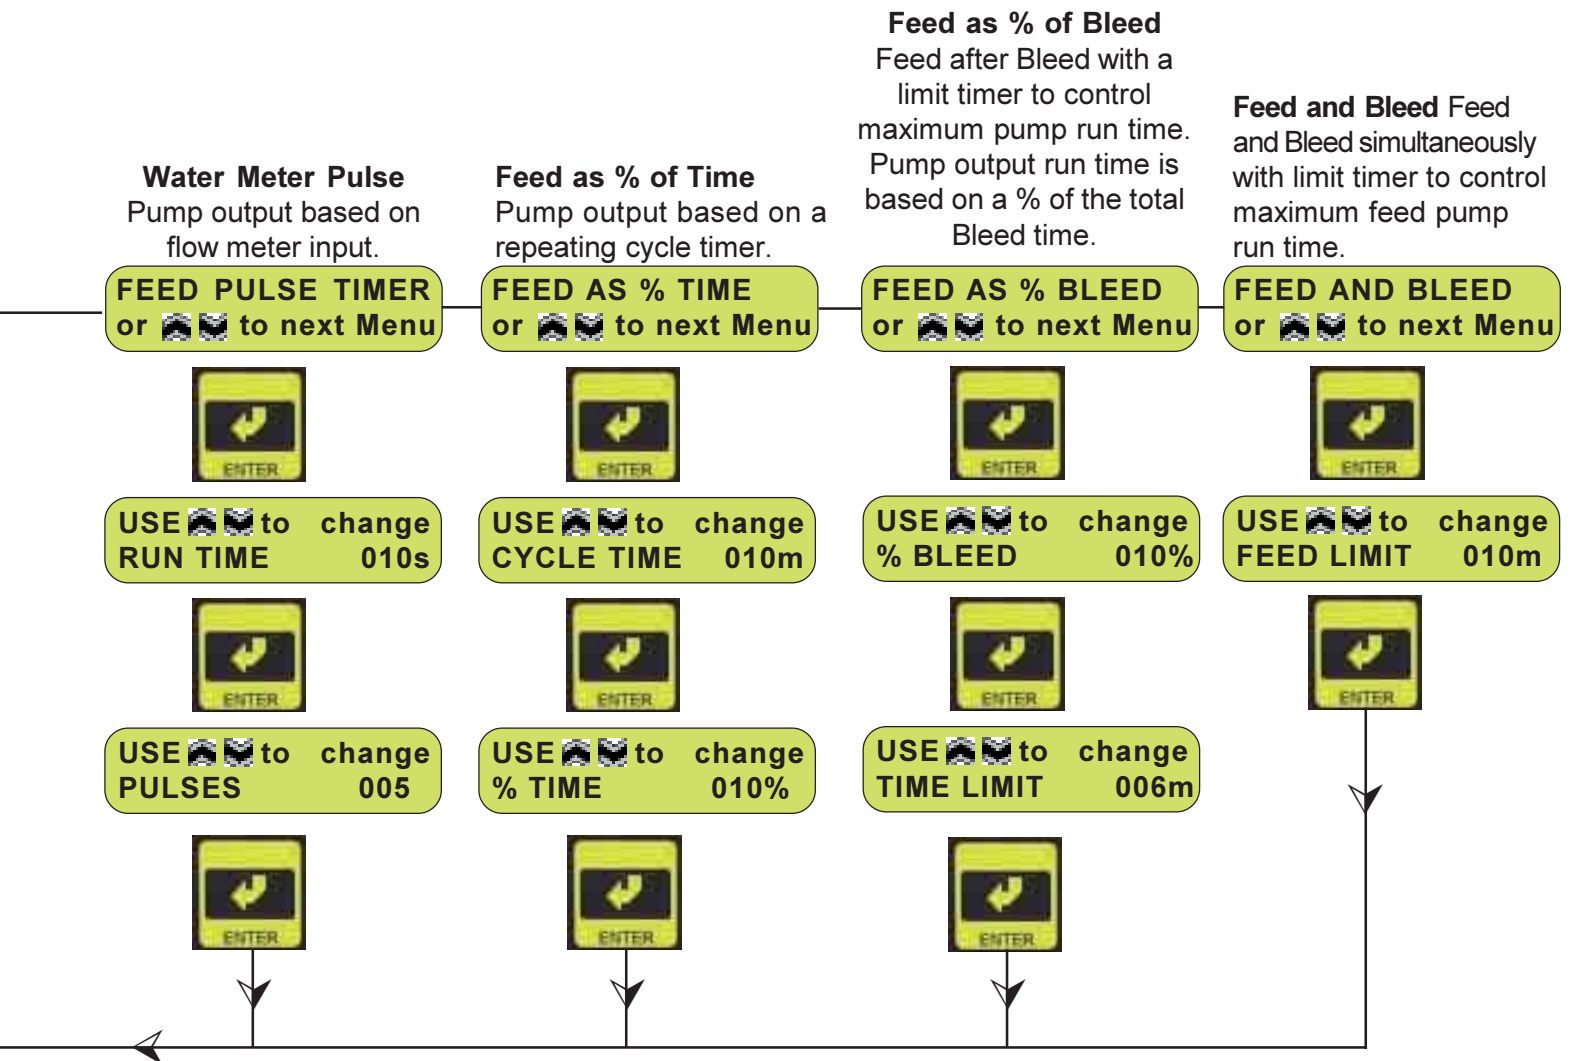 Water Meter Pulse
Pump output based on
flow meter input.
FEED PULSE TIMER
or to next Menu
ENTER
USE to change
RUN TIME 010s
ENTER
USE to change
PULSES 005
ENTER
Feed as % of Time
Pump output based on a
repeating cycle timer.
FEED AS % TIME
or to next Menu
ENTER
USE to change
CYCLE TIME 010m
ENTER
USE to change
% TIME 010%
ENTER
Feed as % of Bleed
Feed after Bleed with a
limit timer to control
maximum pump run time.
Pump output run time is
based on a % of the total
Bleed time.
FEED AS % BLEED
or to next Menu
ENTER
USE to change
% BLEED 010%
ENTER
USE to change
TIME LIMIT 006m
ENTER
Feed and Bleed Feed
and Bleed simultaneously
with limit timer to control
maximum feed pump
run time.
FEED AND BLEED
or to next Menu
ENTER
USE to change
FEED LIMIT 010m
ENTER